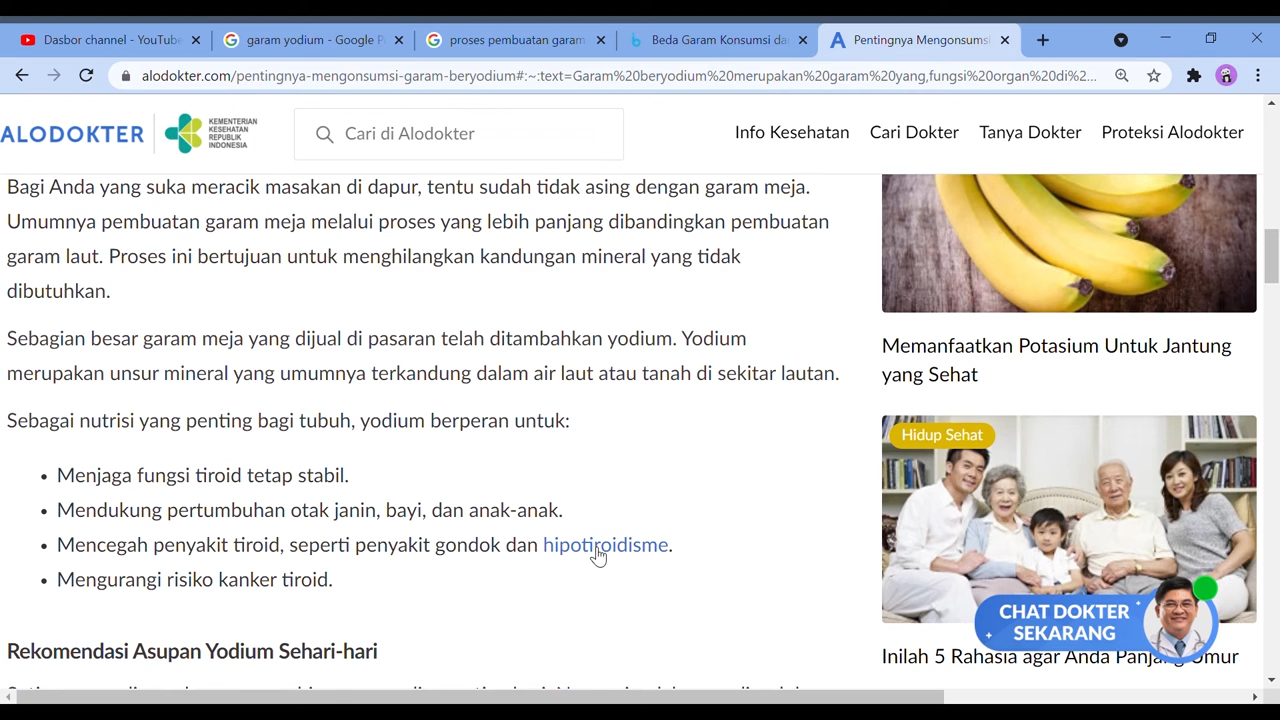 Dasbor channel - YouTube
garam yodium - Google P
proses pembuatan garam
Beda Garam Konsumsi da
Pentingnya Mengonsumsi
alodokter.com/pentingnya-mengonsumsi-garam-beryodium#:~:text=Garam%20beryodium%20merupakan%20garam%20yang,fungsi%20organ%20di%2...
ALODOKTER
KEMENTERIAN
KESEHATAN
REPUBLIK
INDONESIA
Cari di Alodokter
Info Kesehatan
Cari Dokter
Tanya Dokter
Proteksi Alodokter
Bagi Anda yang suka meracik masakan di dapur, tentu sudah tidak asing dengan garam meja.
Umumnya pembuatan garam meja melalui proses yang lebih panjang dibandingkan pembuatan
garam laut. Proses ini bertujuan untuk menghilangkan kandungan mineral yang tidak
dibutuhkan.
Sebagian besar garam meja yang dijual di pasaran telah ditambahkan yodium. Yodium
merupakan unsur mineral yang umumnya terkandung dalam air laut atau tanah di sekitar lautan.
Sebagai nutrisi yang penting bagi tubuh, yodium berperan untuk:
• Menjaga fungsi tiroid tetap stabil.
• Mendukung pertumbuhan otak janin, bayi, dan anak-anak.
• Mencegah penyakit tiroid, seperti penyakit gondok dan hipotiroidisme.
• Mengurangi risiko kanker tiroid.
Rekomendasi Asupan Yodium Sehari-hari
Memanfaatkan Potasium Untuk Jantung
yang Sehat
Hidup Sehat
CHAT DOKTER
SEKARANG
Inilah 5 Rahasia agar Anda Panjang Umur